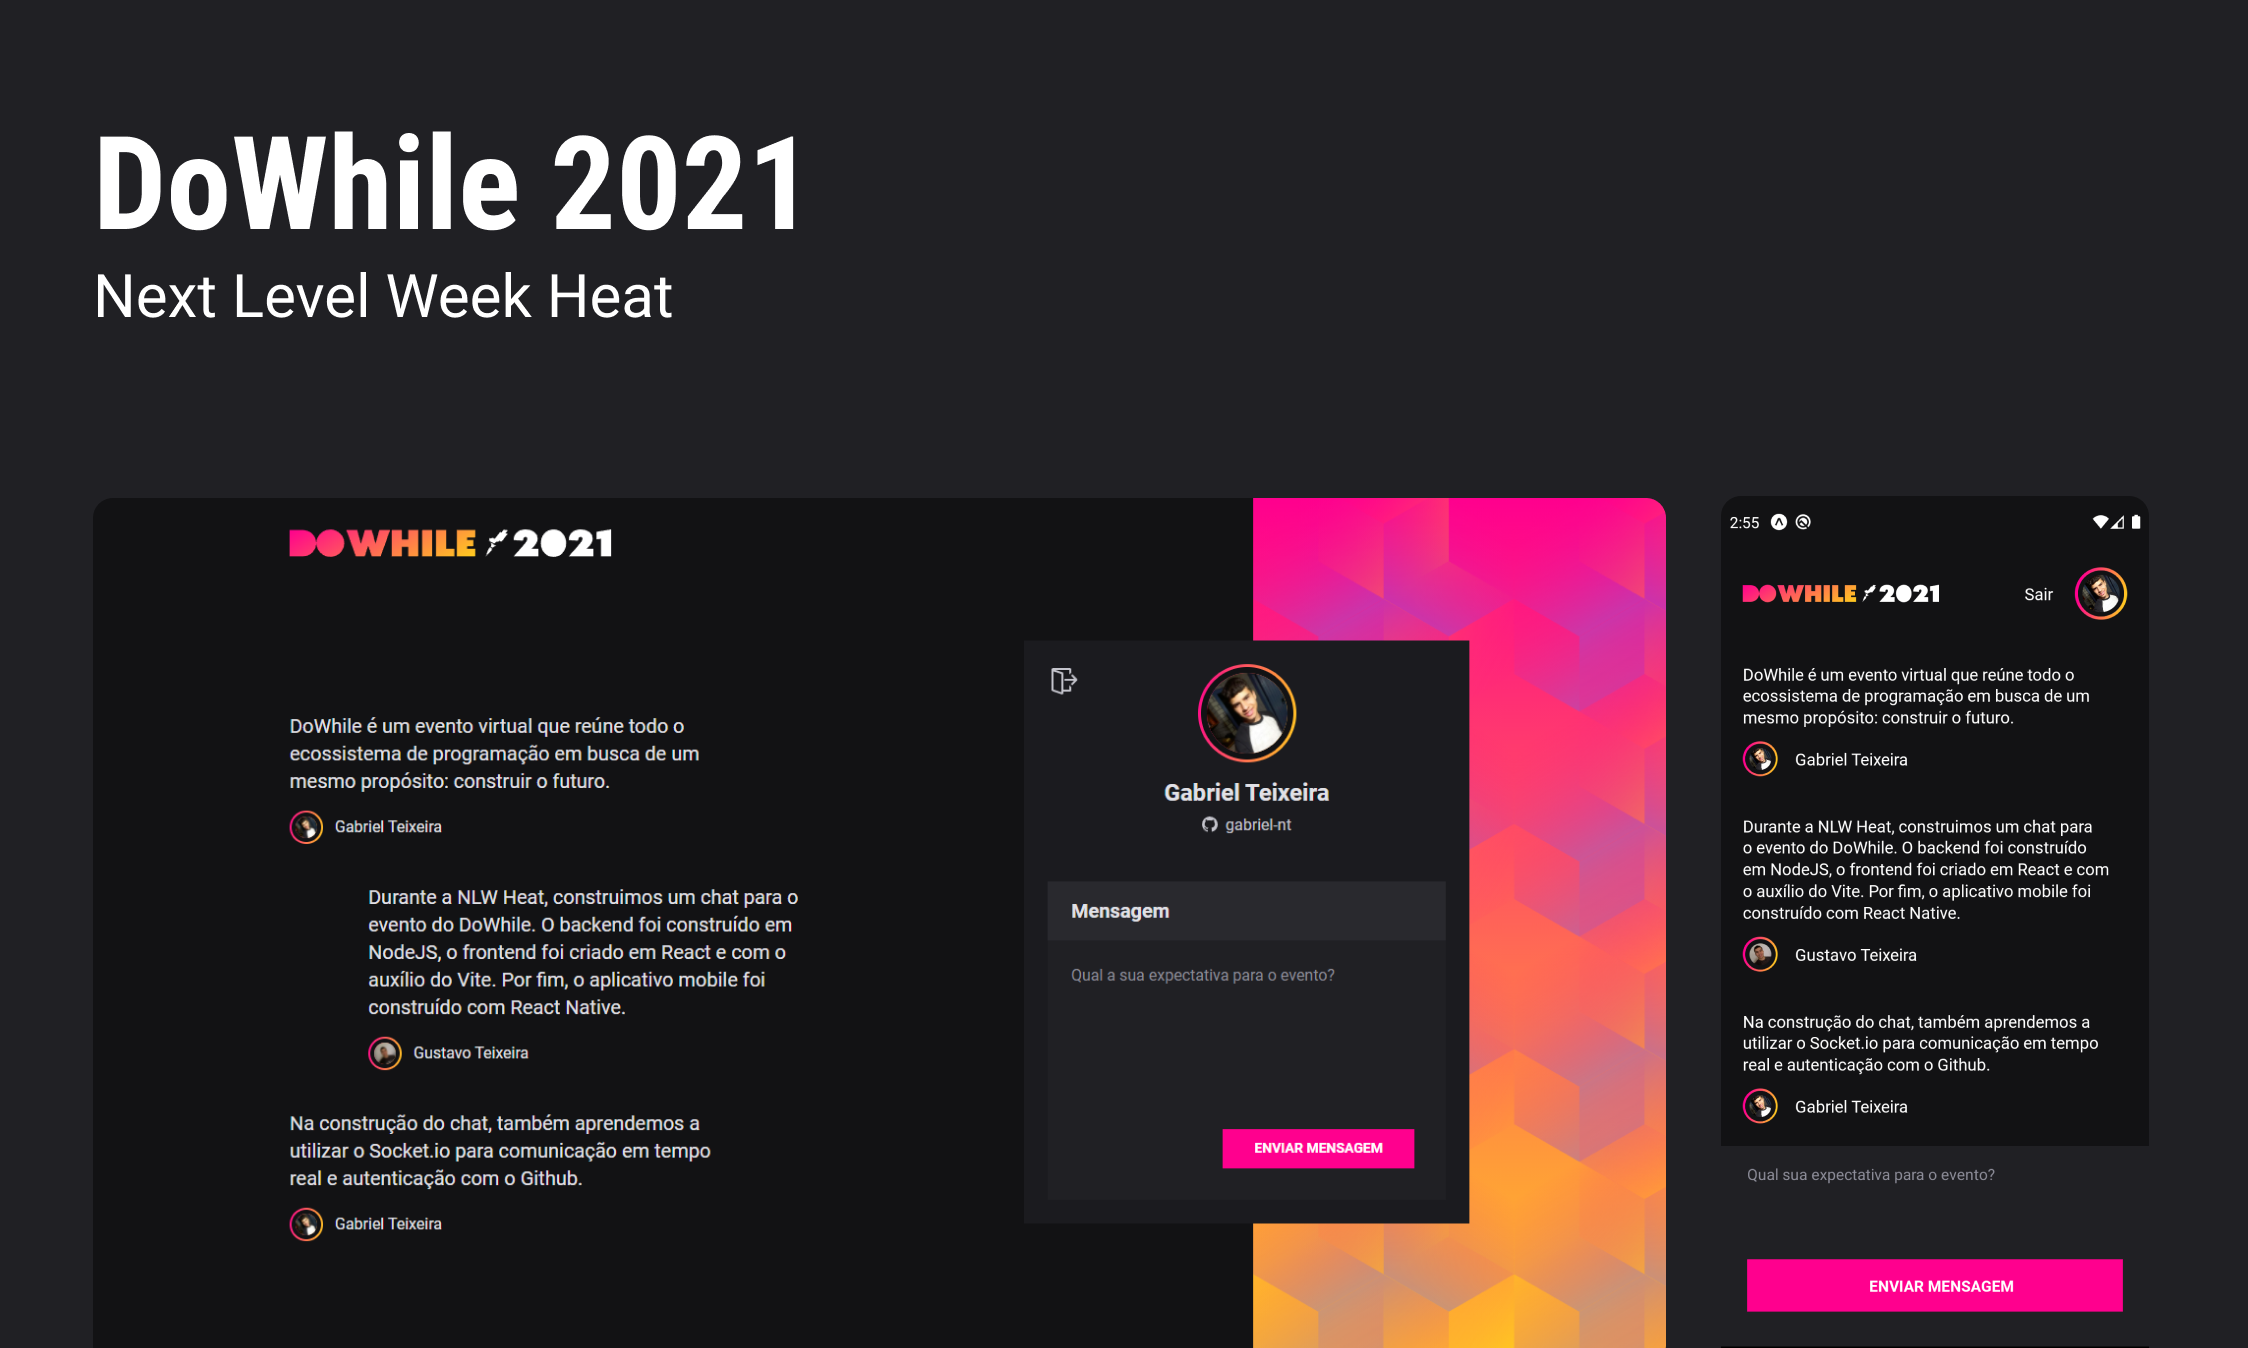 DoWhile 2021
Next Level Week Heat
DOWHILE 2021
DoWhile é um evento virtual que reúne todo o
ecossistema de programação em busca de um
mesmo propósito: construir o futuro.
Gabriel Teixeira
Durante a NLW Heat, construimos um chat para o
evento do DoWhile. O backend foi construído em
NodeJS, o frontend foi criado em React e com o
auxílio do Vite. Por fim, o aplicativo mobile foi
construído com React Native.
Gustavo Teixeira
Na construção do chat, também aprendemos a
utilizar o Socket.io para comunicação em tempo
real e autenticação com o Github.
Gabriel Teixeira
Gabriel Teixeira
gabriel-nt
Mensagem
Qual a sua expectativa para o evento?
ENVIAR MENSAGEM
2:55
DOWHILE 2021
Sair
DoWhile é um evento virtual que reúne todo o
ecossistema de programação em busca de um
mesmo propósito: construir o futuro.
Gabriel Teixeira
Durante a NLW Heat, construimos um chat para
o evento do DoWhile. O backend foi construído
em NodeJS, o frontend foi criado em React e com
o auxílio do Vite. Por fim, o aplicativo mobile foi
construído com React Native.
Gustavo Teixeira
Na construção do chat, também aprendemos a
utilizar o Socket.io para comunicação em tempo
real e autenticação com o Github.
Gabriel Teixeira
Qual sua expectativa para o evento?
ENVIAR MENSAGEM